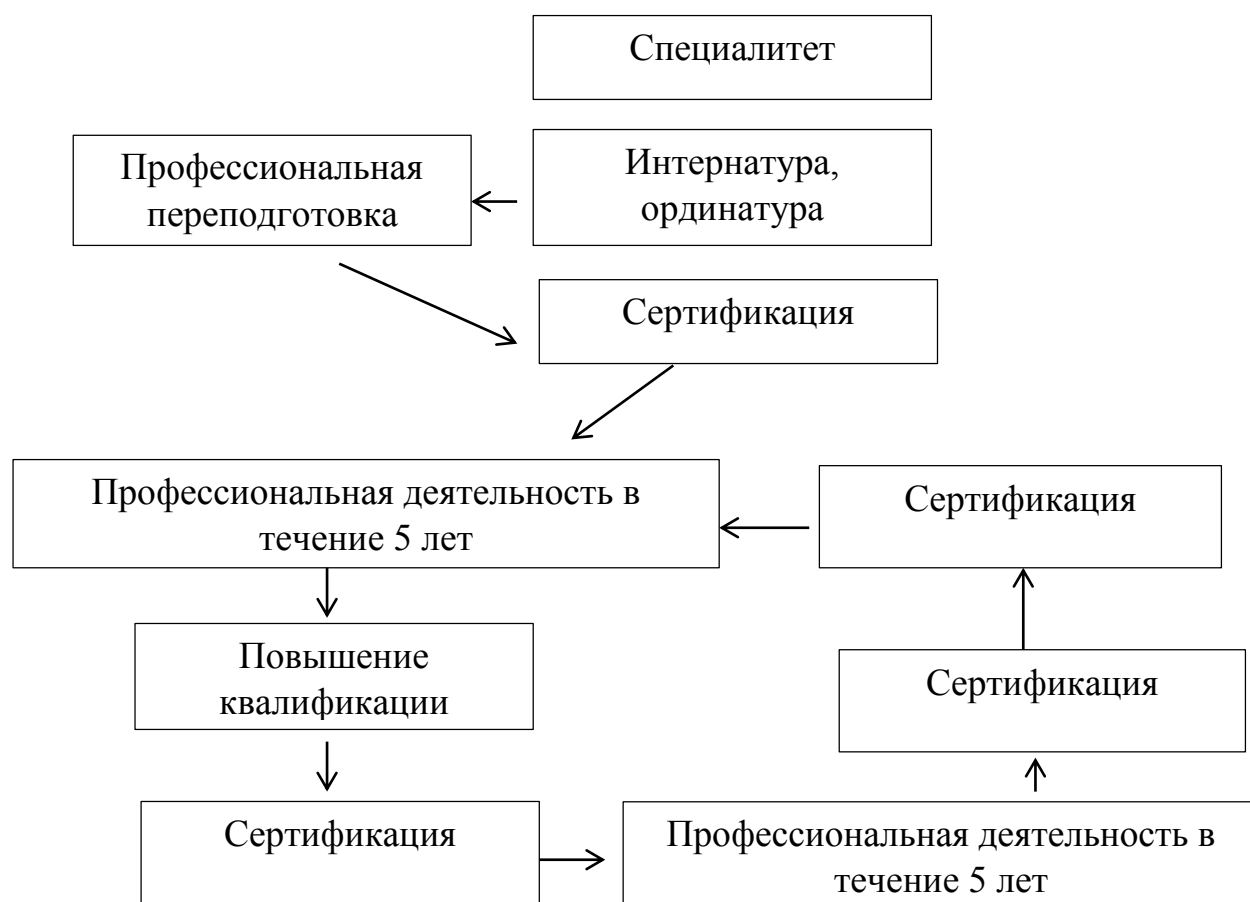 Специалитет
Профессиональная
переподготовка
Интернатура,
ординатура
Сертификация
Профессиональная деятельность в
течение 5 лет
Сертификация
Повышение
квалификации
Сертификация
Сертификация
Профессиональная деятельность в
течение 5 лет